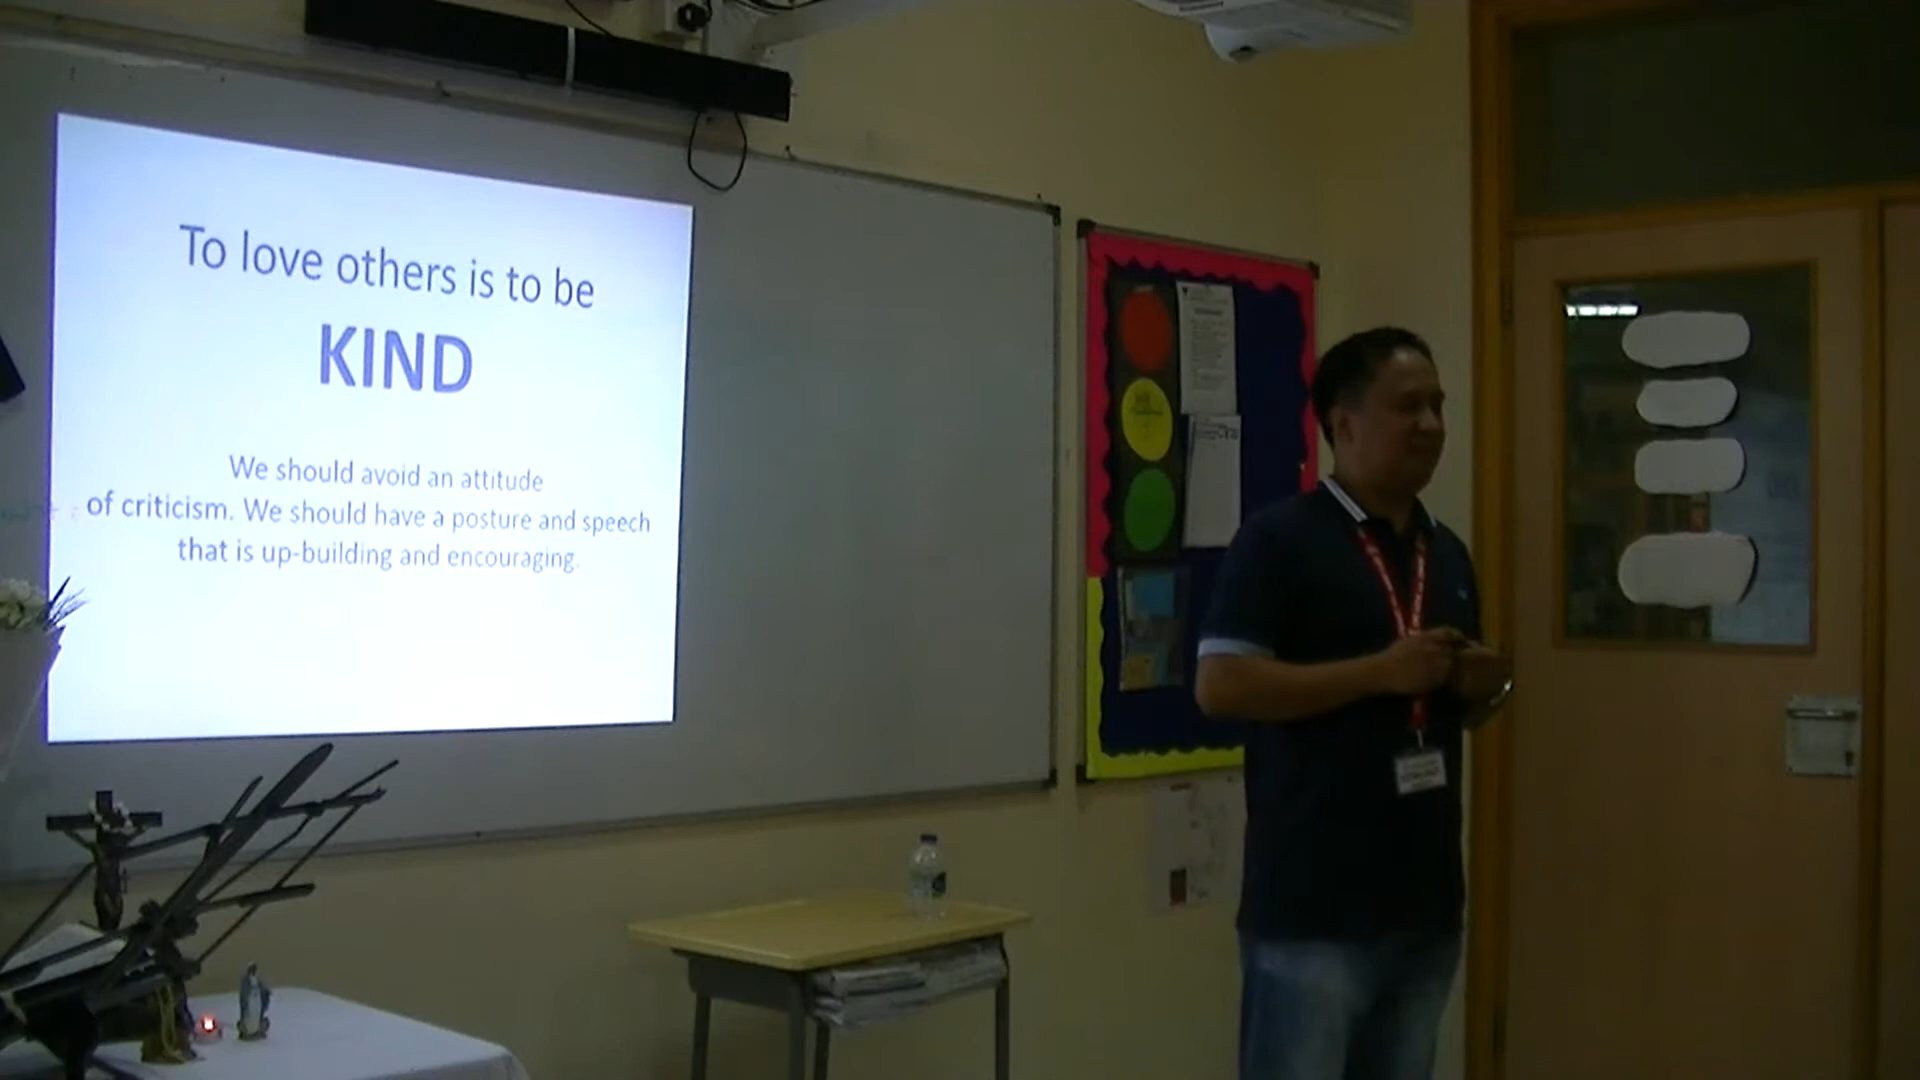 To love others is to be
KIND
We should avoid an attitude
of criticism. We should have a posture and speech
that is up-building and encouraging.